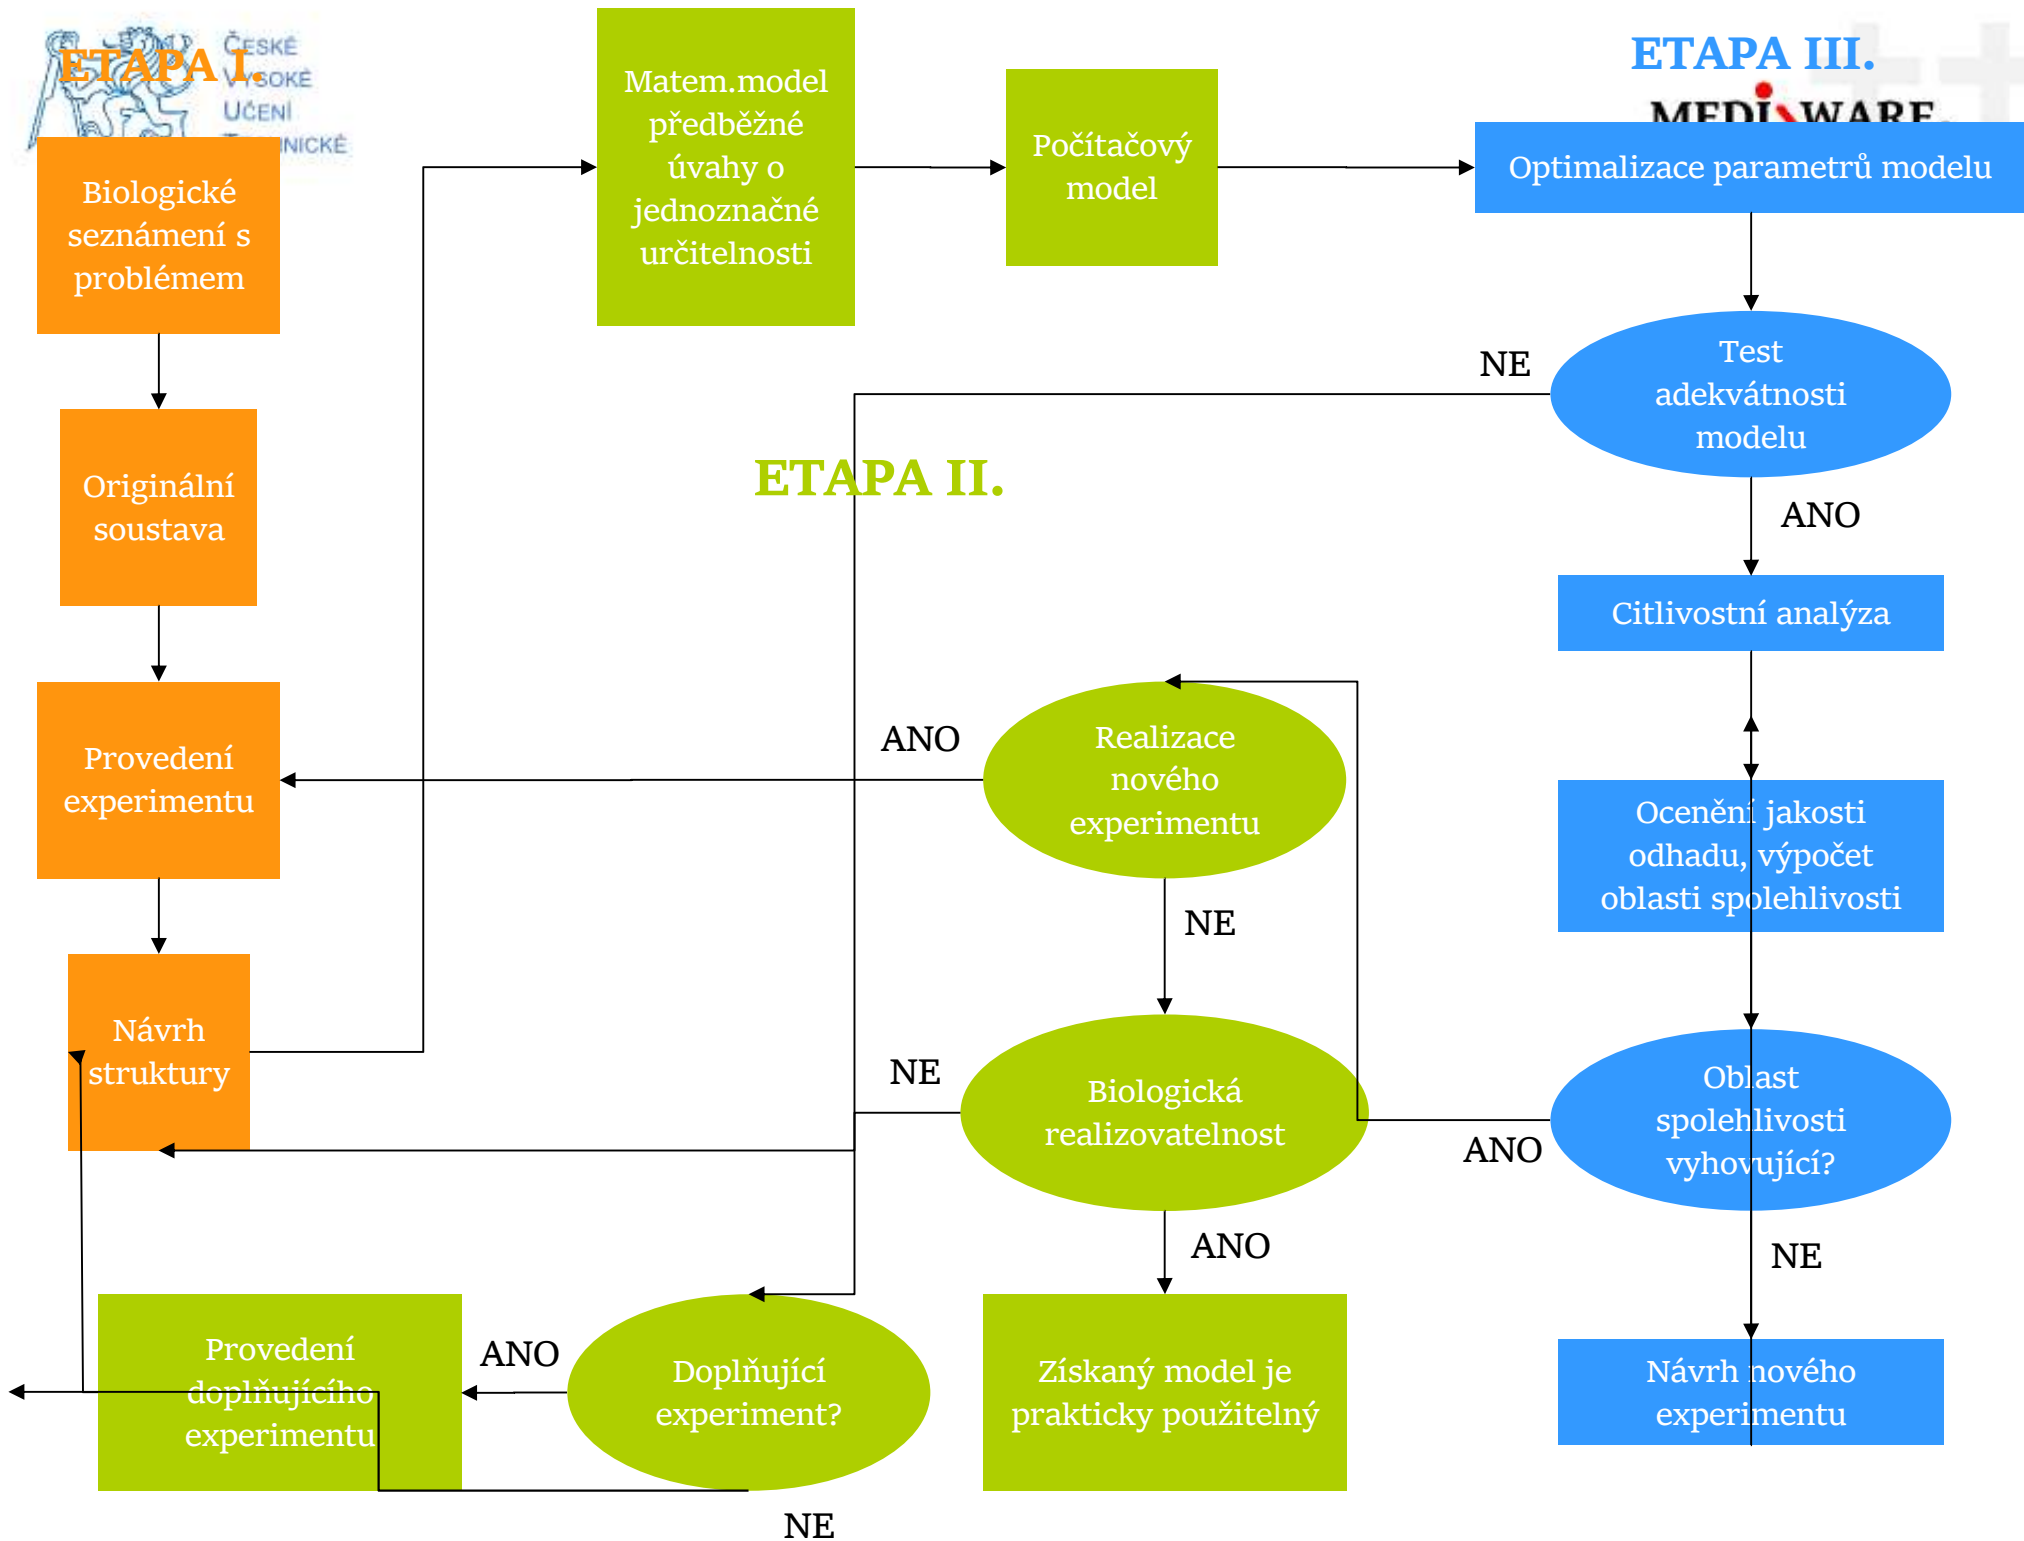 ETAPA I.
ČESKÉ
VYSOKÉ
UČENÍ
Biologické
seznámení s
problémem
Originální
soustava
Provedení
experimentu
Návrh
struktury
Matem.model
předběžné
úvahy o
jednoznačné
určitelnosti
Počítačový
model
ETAPA II.
ETAPA III.
MEDIWARE
Optimalizace parametrů modelu
NE
Test
adekvátnosti
modelu
ANO
Citlivostní analýza
ANO
Realizace
nového
experimentu
NE
Ocenění jakosti
odhadu, výpočet
oblasti spolehlivosti
NE
Biologická
realizovatelnost
ANO
Oblast
spolehlivosti
vyhovující?
ANO
NE
Provedení
doplňujícího
experimentu
ANO
Doplňující
experiment?
NE
Získaný model je
prakticky použitelný
Návrh nového
experimentu